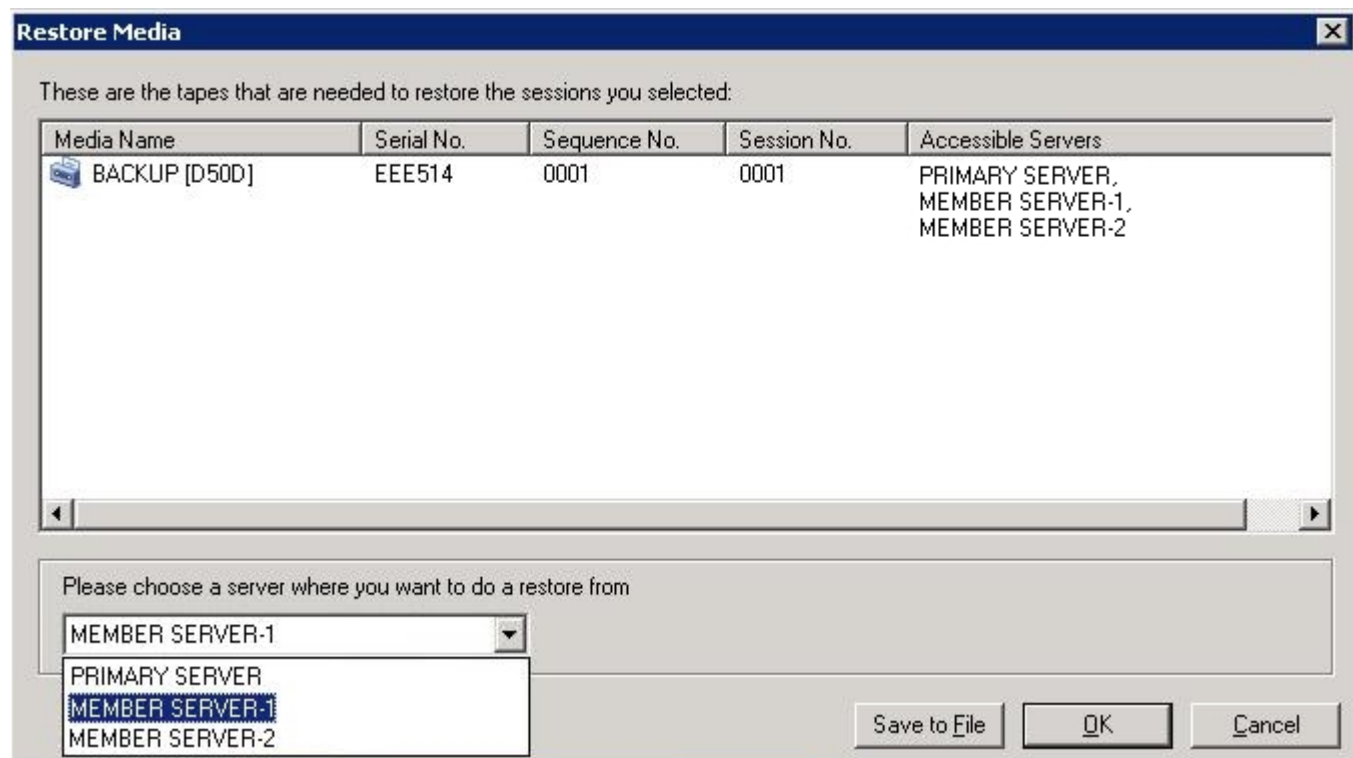 Restore Media
These are the tapes that are needed to restore the sessions you selected:
Media Name Serial No. Sequence No. Session No. Accessible Servers
BACKUP [D50D] EEE514 0001 0001 PRIMARY SERVER,
MEMBER SERVER-1,
MEMBER SERVER-2
Please choose a server where you want to do a restore from
MEMBER SERVER-1
PRIMARY SERVER
MEMBER SERVER-1
MEMBER SERVER-2
Save to File OK Cancel